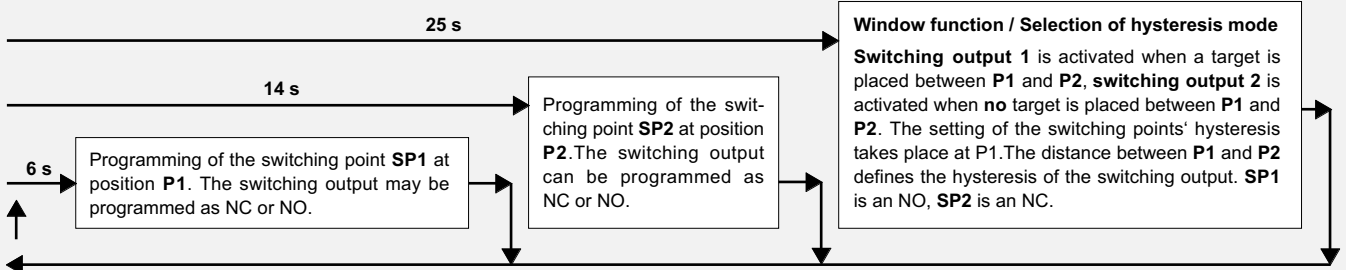 25 s
Window function / Selection of hysteresis mode
Switching output 1 is activated when a target is
placed between P1 and P2, switching output 2 is
activated when no target is placed between P1 and
P2. The setting of the switching points‘ hysteresis
takes place at P1.The distance between P1 and P2
defines the hysteresis of the switching output. SP1
is an NO, SP2 is an NC.
14 s
Programming of the swit-
ching point SP2 at position
P2.The switching output
can be programmed as
NC or NO.
6 s
Programming of the switching point SP1 at
position P1. The switching output may be
programmed as NC or NO.